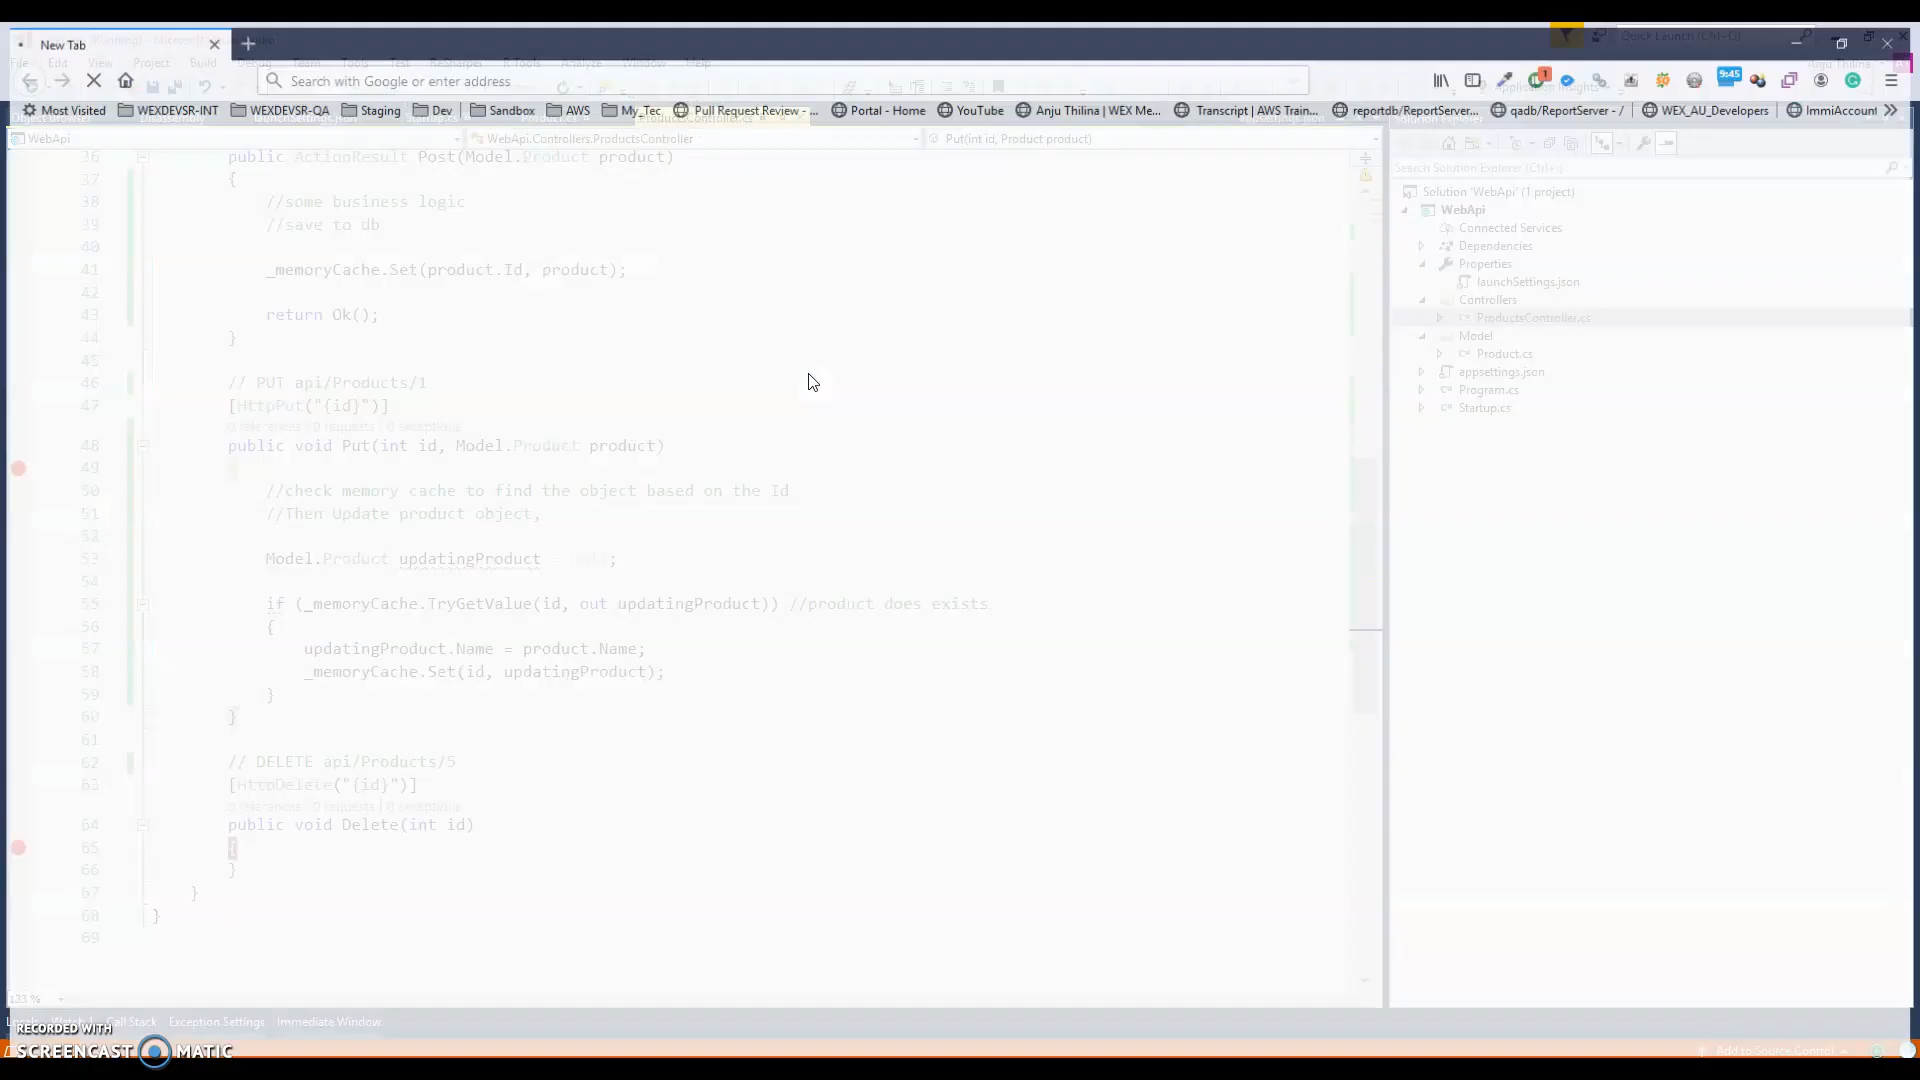 New Tab
Quick Launch (Ctrl+Q)
File Edit View Project Build Debug Team Tools Test ReSharper R Tools Analyze Window Help
Anju Thilina
Search with Google or enter address
1
9:45
Most Visited WEXDEVSR-INT WEXDEVSR-QA Staging Dev Sandbox AWS My_Tec Pull Request Review - ... Portal - Home YouTube Anju Thilina | WEX Me... Transcript | AWS Train... reportdb/ReportServer... qadb/ReportServer - / WEX_AU_Developers ImmiAccount
WebApi WebApi.Controllers.ProductsController Put(int id, Product product)
36 public ActionResult Post(Model.Product product)
37 {
38 //some business logic
39 //save to db
40
41 _memoryCache.Set(product.Id, product);
42
43 return Ok();
44 }
45
46 // PUT api/Products/1
47 [HttpPut("{id}")]
0 references | 0 requests | 0 exceptions
48 public void Put(int id, Model.Product product)
49
50 //check memory cache to find the object based on the Id
51 //Then Update product object,
52
53 Model.Product updatingProduct = null;
54
55 if (_memoryCache.TryGetValue(id, out updatingProduct)) //product does exists
56 {
57 updatingProduct.Name = product.Name;
58 _memoryCache.Set(id, updatingProduct);
59 }
60 }
61
62 // DELETE api/Products/5
63 [HttpDelete("{id}")]
0 references | 0 requests | 0 exceptions
64 public void Delete(int id)
65 {
66 }
67 }
68 }
69
133 %
Search Solution Explorer (Ctrl+;)
Solution 'WebApi' (1 project)
WebApi
Connected Services
Dependencies
Properties
launchSettings.json
Controllers
ProductsController.cs
Model
Product.cs
appsettings.json
Program.cs
Startup.cs
Locals Watch 1 Call Stack Exception Settings Immediate Window
RECORDED WITH
SCREENCAST MATIC
Add to Source Control